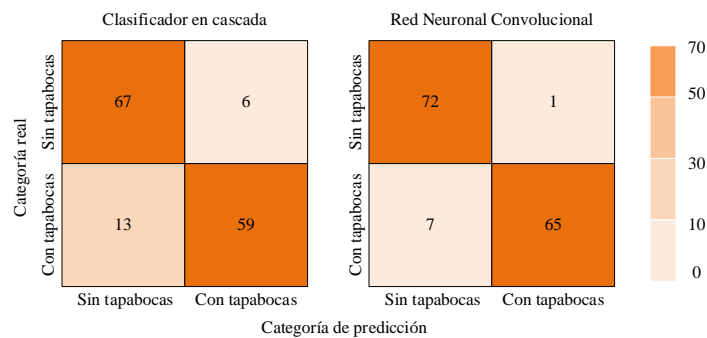 Clasificador en cascada
Red Neuronal Convolucional
Categoría real
Sin tapabocas
67
6
Con tapabocas
13
59
Sin tapabocas
Con tapabocas
Sin tapabocas
72
1
Con tapabocas
7
65
Sin tapabocas
Con tapabocas
70
50
30
10
0
Categoría de predicción